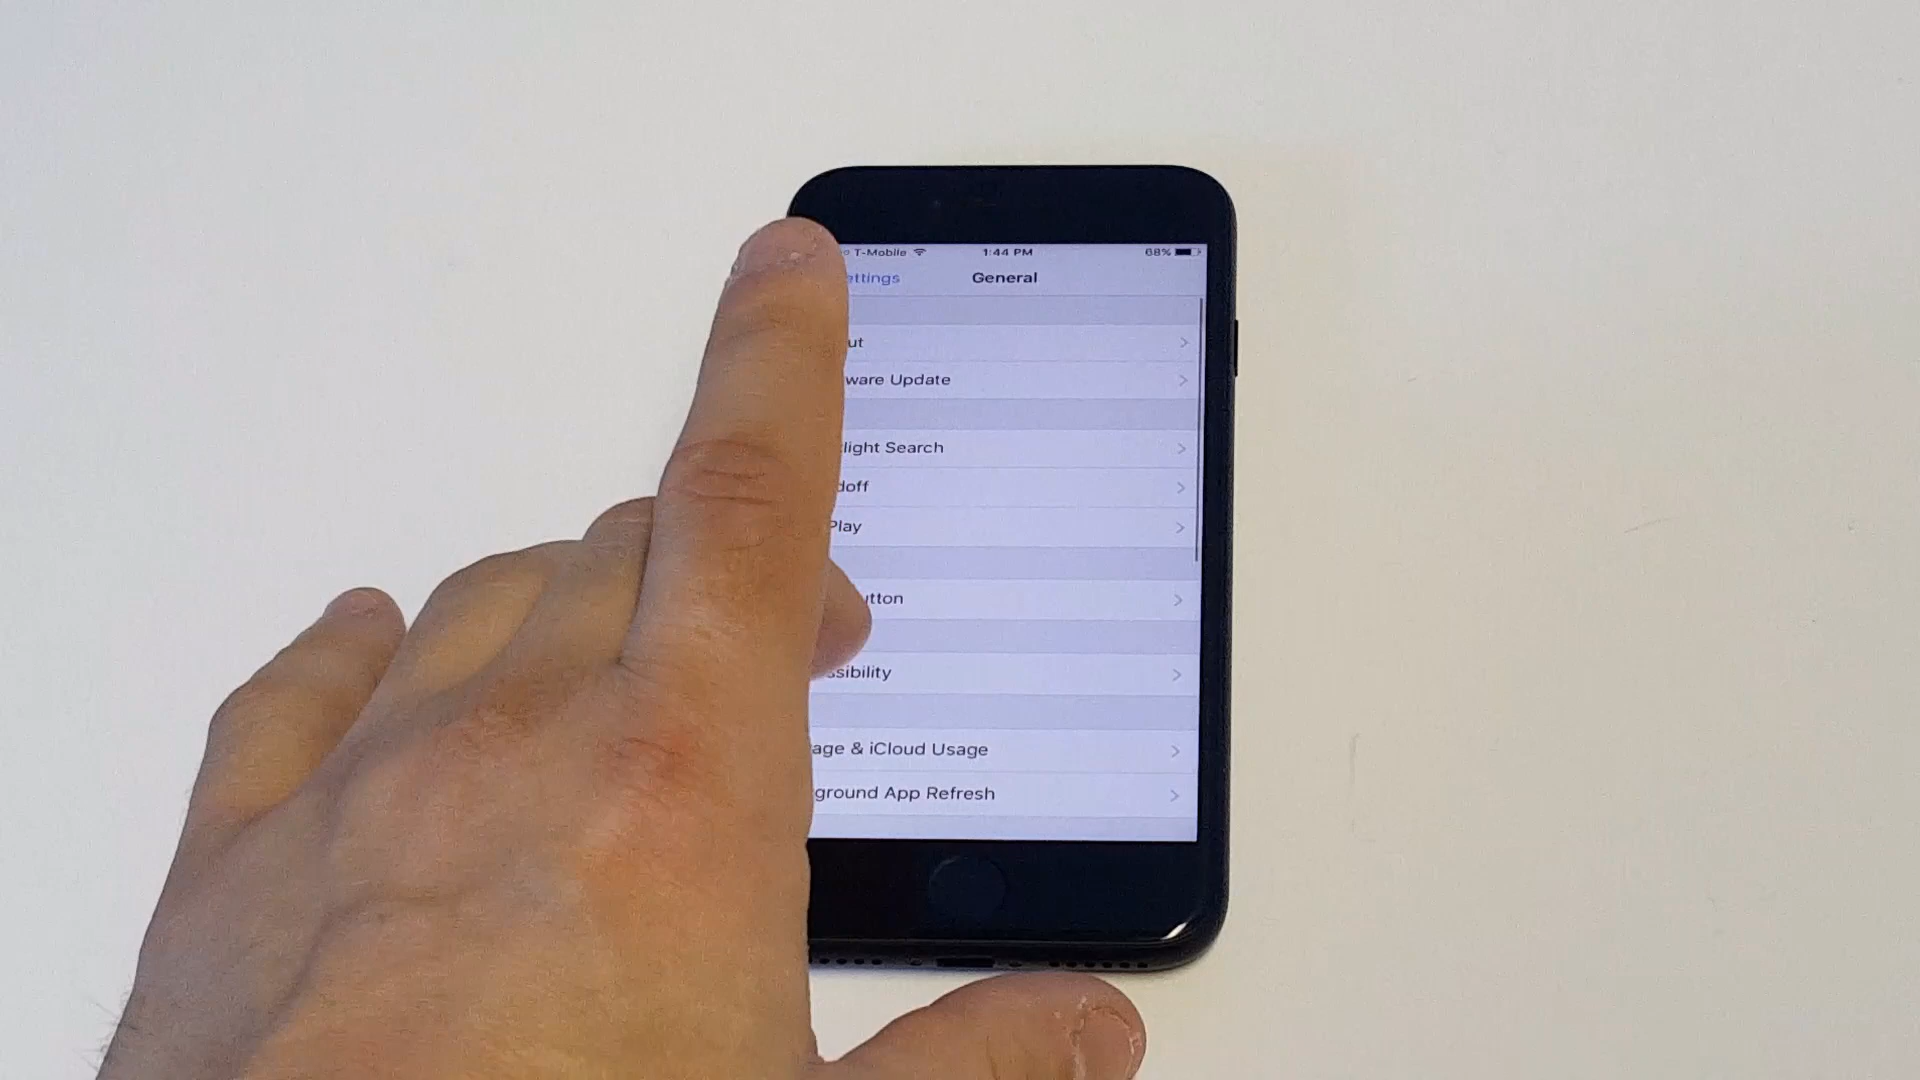 T-Mobile 1:44 PM 68%
ettings General
ut
ware Update
light Search
doff
Play
utton
ssibility
age & iCloud Usage
ground App Refresh